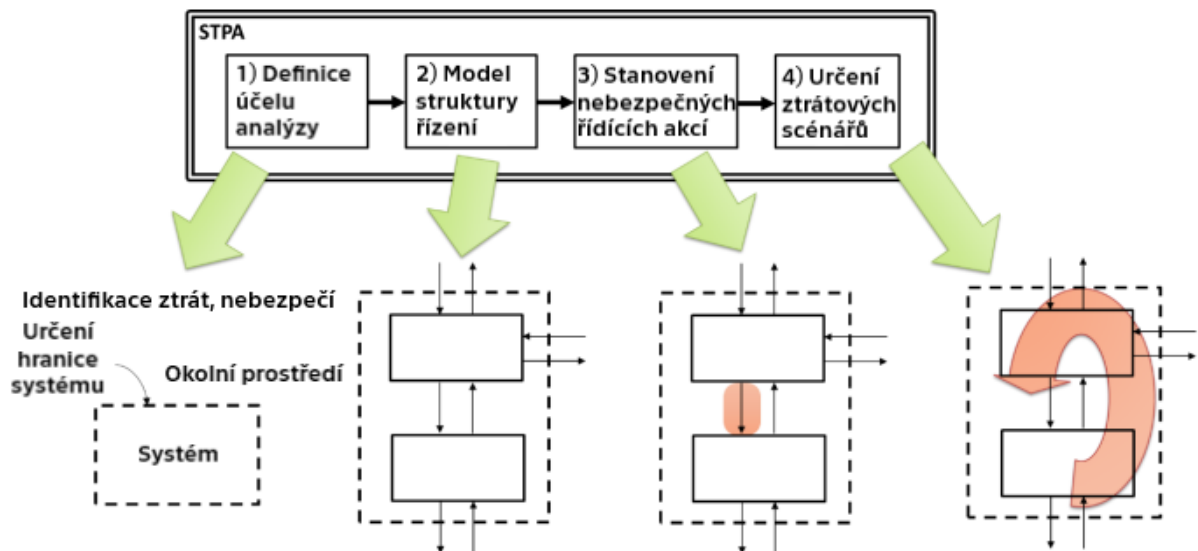 STPA
1) Definice
účelu
analýzy
2) Model
struktury
řízení
3) Stanovení
nebezpečných
řídících akcí
4) Určení
ztrátových
scénářů
Identifikace ztrát, nebezpečí
Určení
hranice
systému
Okolní prostředí
Systém